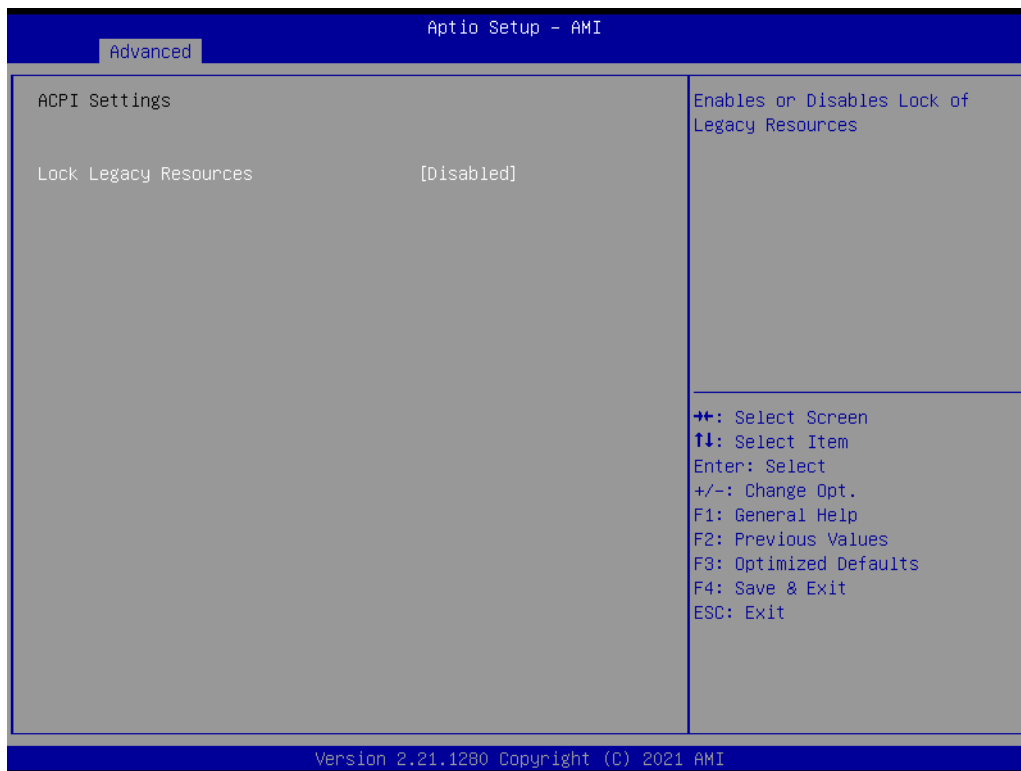 Aptio Setup – AMI
Advanced
ACPI Settings
Lock Legacy Resources [Disabled]
Enables or Disables Lock of
Legacy Resources
→←: Select Screen
↑↓: Select Item
Enter: Select
+/-: Change Opt.
F1: General Help
F2: Previous Values
F3: Optimized Defaults
F4: Save & Exit
ESC: Exit
Version 2.21.1280 Copyright (C) 2021 AMI